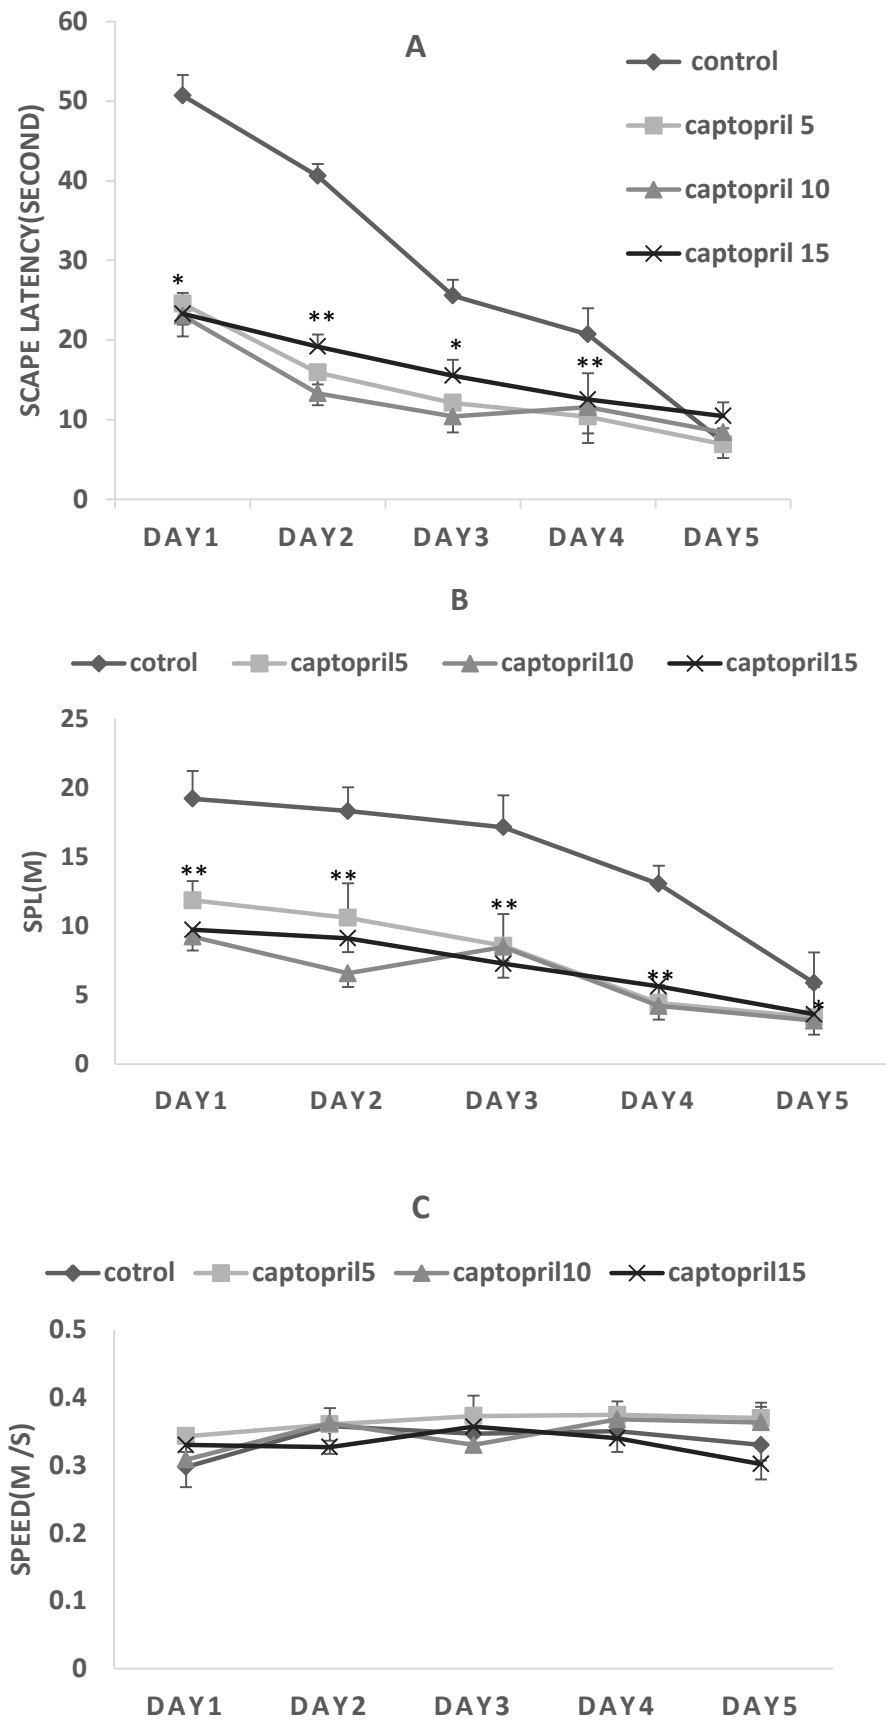 A
control
captopril 5
captopril 10
captopril 15
SCAPE LATENCY(SECOND)
60
50
40
30
20
10
0
*
**
*
**
DAY1 DAY2 DAY3 DAY4 DAY5
B
cotrol captopril5 captopril10 captopril15
SPL(M)
25
20
15
10
5
0
**
**
**
**
*
DAY1 DAY2 DAY3 DAY4 DAY5
C
cotrol captopril5 captopril10 captopril15
SPEED(M /S)
0.5
0.4
0.3
0.2
0.1
0
DAY1 DAY2 DAY3 DAY4 DAY5